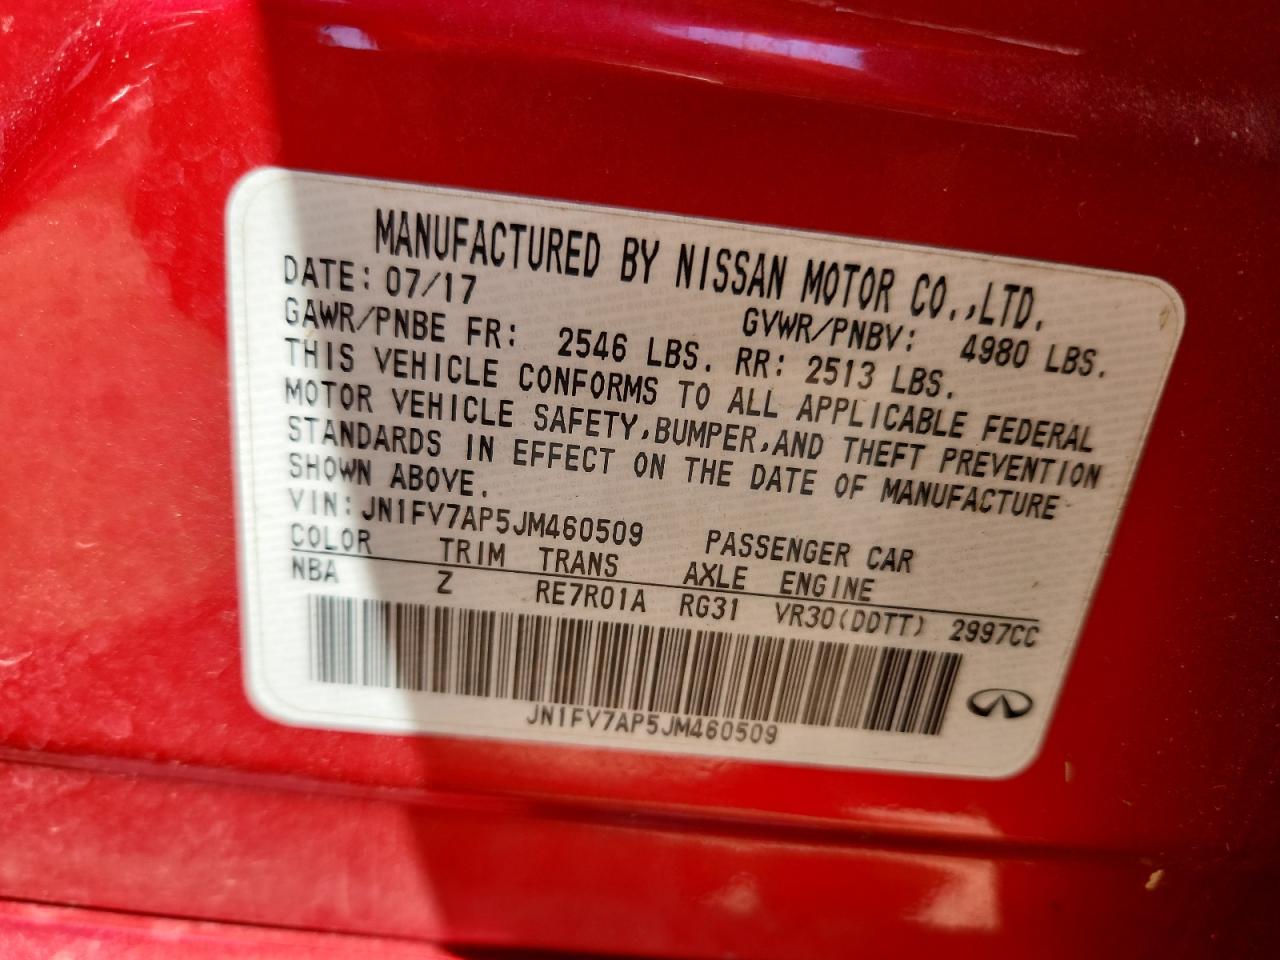 MANUFACTURED BY NISSAN MOTOR CO.,LTD.
DATE: 07/17 GVWR/PNBV: 4980 LBS.
GAWR/PNBE FR: 2546 LBS. RR: 2513 LBS.
THIS VEHICLE CONFORMS TO ALL APPLICABLE FEDERAL
MOTOR VEHICLE SAFETY,BUMPER,AND THEFT PREVENTION
STANDARDS IN EFFECT ON THE DATE OF MANUFACTURE
SHOWN ABOVE.
VIN:JN1FV7AP5JM460509 PASSENGER CAR
COLOR TRIM TRANS AXLE ENGINE
NBA Z RE7R01A RG31 VR30(DDTT) 2997CC
JN1FV7AP5JM460509